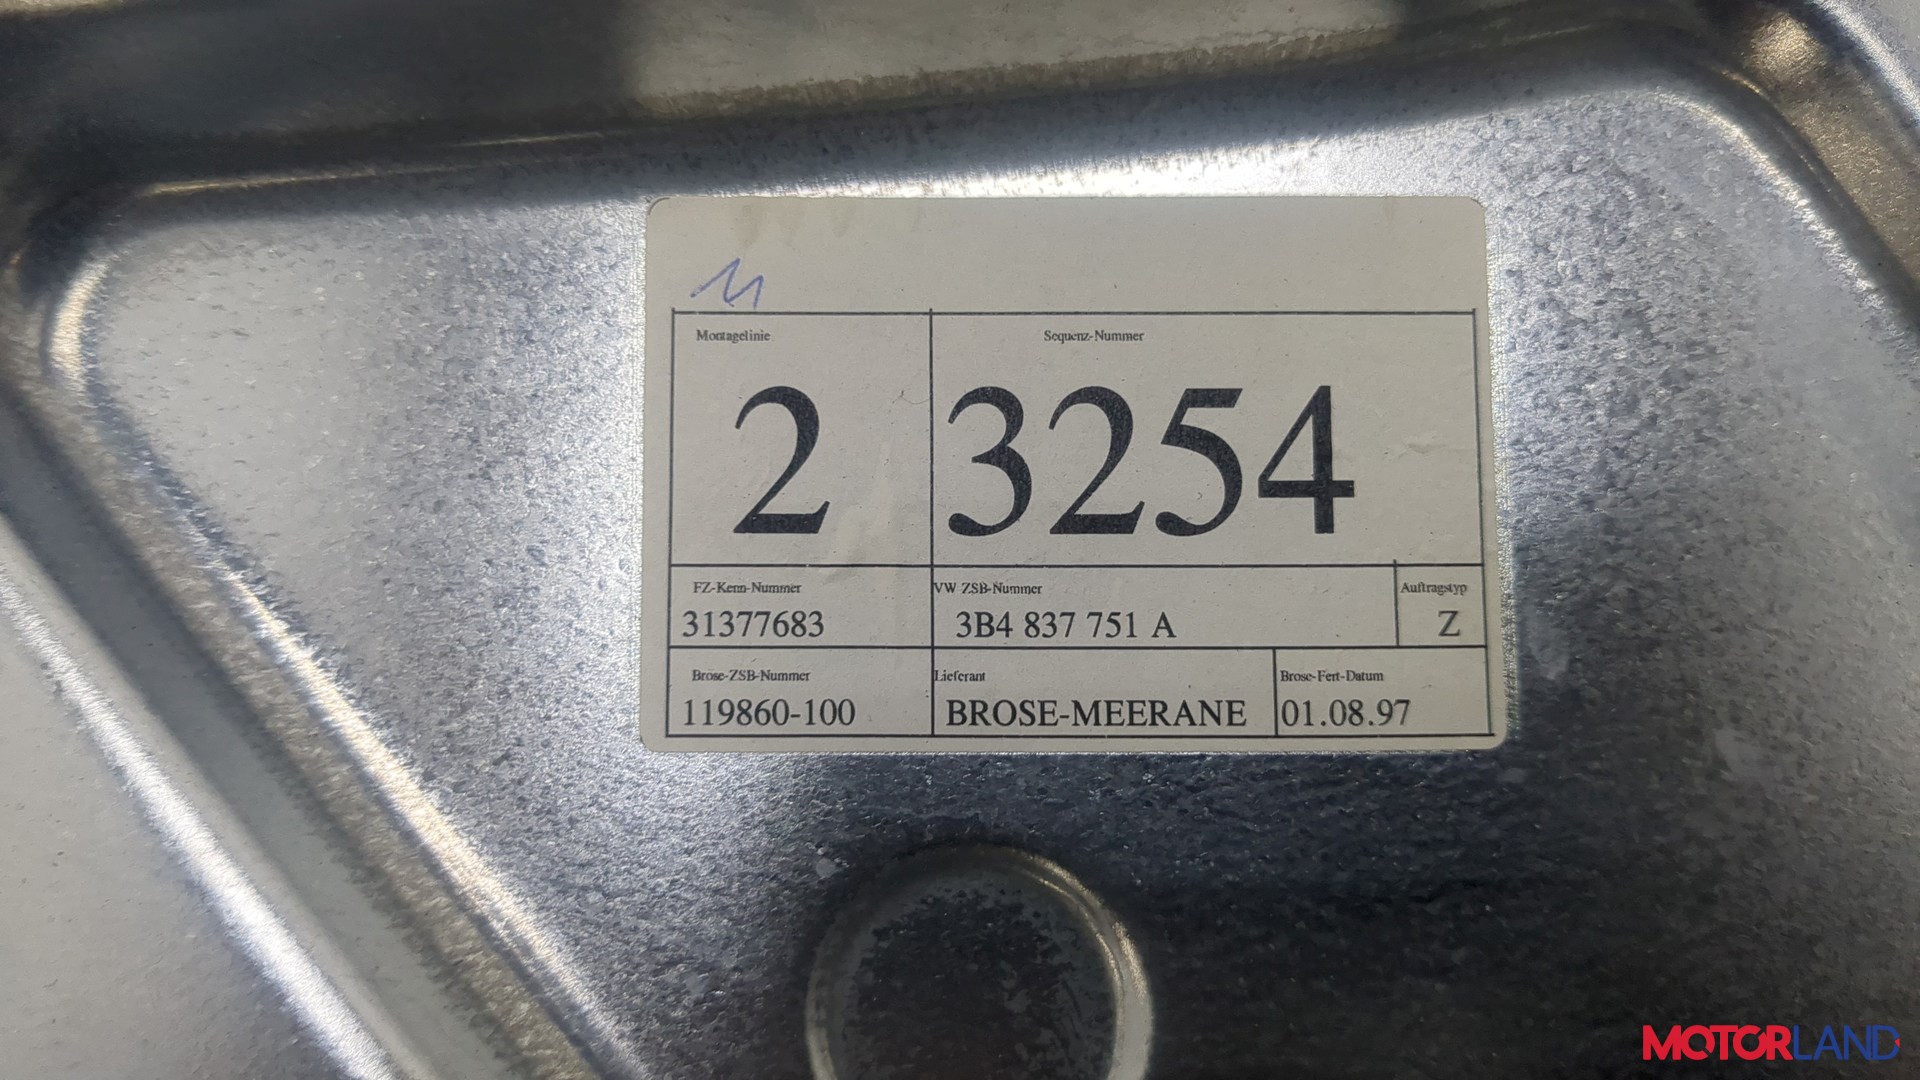 Montagelinie
Sequenz-Nummer
2
3254
FZ-Kenn-Nummer
VW ZSB-Nummer
Auftragstyp
31377683
3B4 837 751 A
Z
Brose-ZSB-Nummer
Lieferant
Brose-Fert-Datum
119860-100
BROSE-MEERANE
01.08.97
MOTORLAND